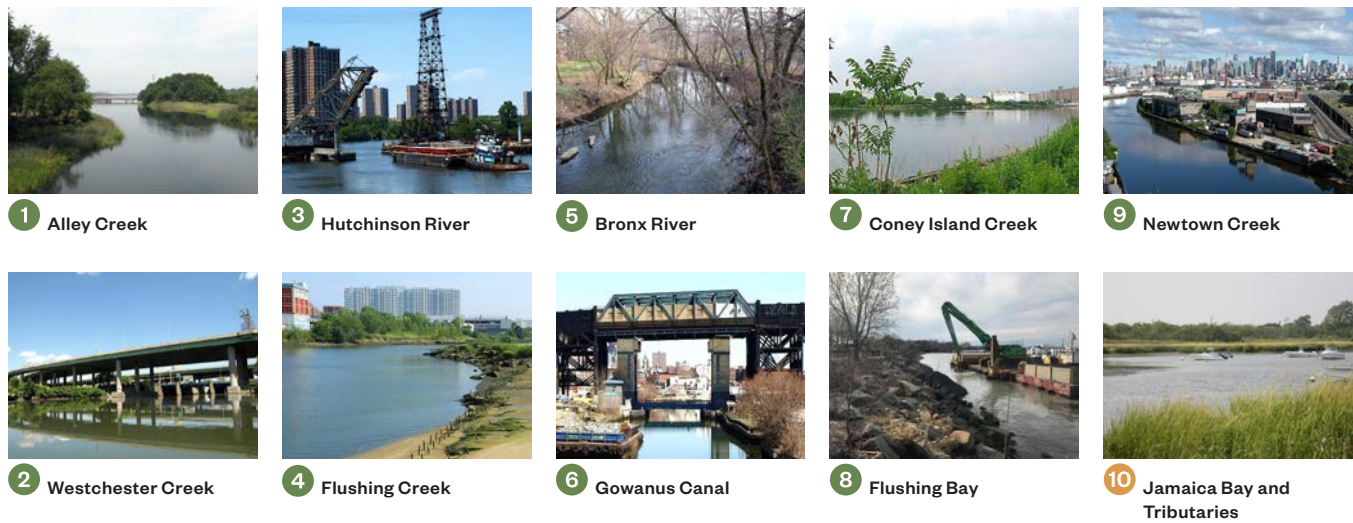 1 Alley Creek
3 Hutchinson River
5 Bronx River
7 Coney Island Creek
9 Newtown Creek
2 Westchester Creek
4 Flushing Creek
6 Gowanus Canal
8 Flushing Bay
10 Jamaica Bay and
Tributaries